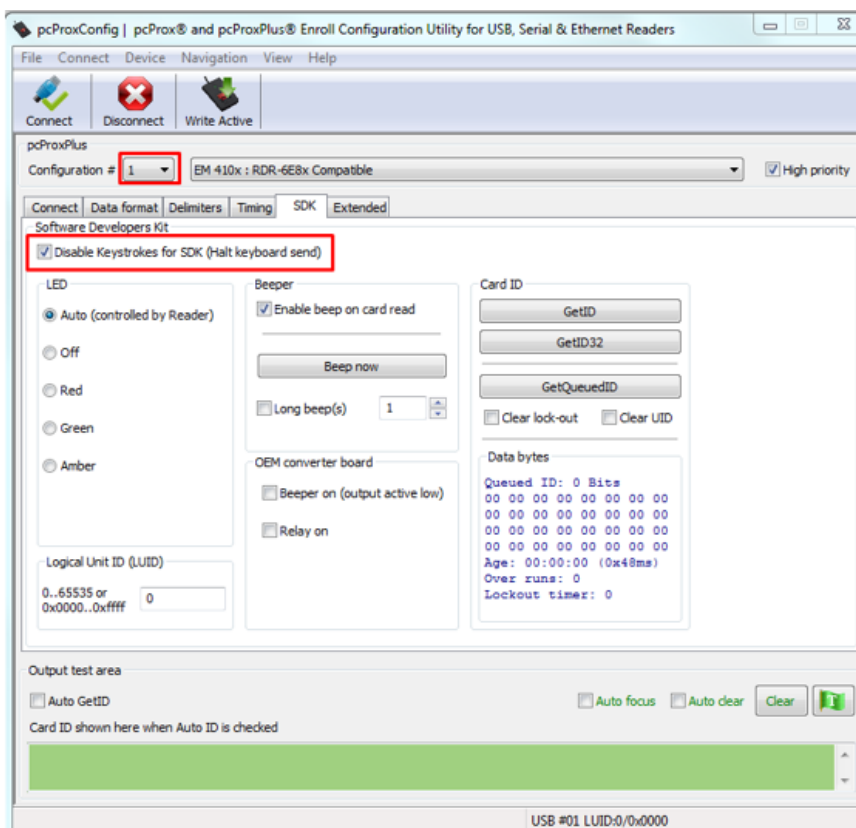 pcProxConfig | pcProx® and pcProxPlus® Enroll Configuration Utility for USB, Serial & Ethernet Readers
File Connect Device Navigation View Help
Connect Disconnect Write Active
pcProxPlus
Configuration # 1 EM 410x : RDR-6E8x Compatible High priority
Connect Data format Delimiters Timing SDK Extended
Software Developers Kit
Disable Keystrokes for SDK (Halt keyboard send)
LED
Auto (controlled by Reader)
Off
Red
Green
Amber
Logical Unit ID (LUID)
0..65535 or
0x0000..0xffff
0
Beeper
Enable beep on card read
Beep now
Long beep(s) 1
OEM converter board
Beeper on (output active low)
Relay on
Card ID
GetID
GetID32
GetQueuedID
Clear lock-out Clear UID
Data bytes
Queued ID: 0 Bits
00 00 00 00 00 00 00 00
00 00 00 00 00 00 00 00
00 00 00 00 00 00 00 00
00 00 00 00 00 00 00 00
Age: 00:00:00 (0x48ms)
Over runs: 0
Lockout timer: 0
Output test area
Auto GetID Auto focus Auto clear Clear
Card ID shown here when Auto ID is checked
USB #01 LUID:0/0x0000